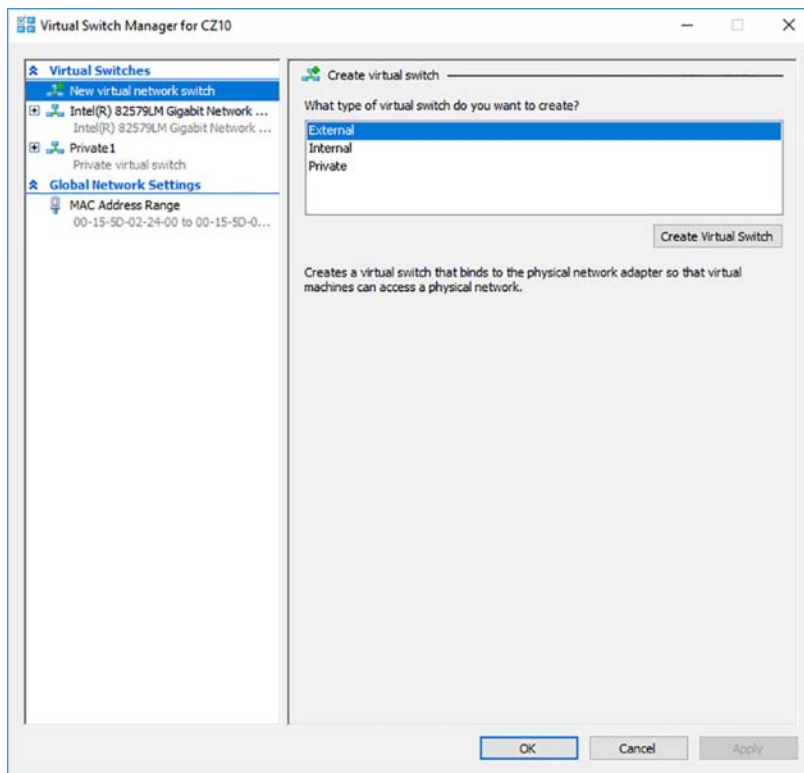 Virtual Switch Manager for CZ10
Virtual Switches
New virtual network switch
Intel(R) 82579LM Gigabit Network ...
Intel(R) 82579LM Gigabit Network ...
Private1
Private virtual switch
Global Network Settings
MAC Address Range
00-15-5D-02-24-00 to 00-15-5D-0...
Create virtual switch
What type of virtual switch do you want to create?
External
Internal
Private
Create Virtual Switch
Creates a virtual switch that binds to the physical network adapter so that virtual
machines can access a physical network.
OK
Cancel
Apply